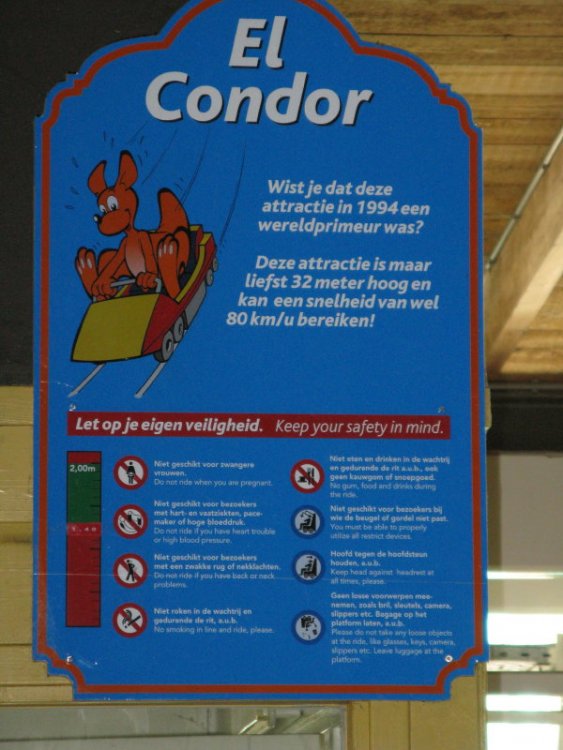 El
Condor
Wist je dat deze
attractie in 1994 een
wereldprimeur was?
Deze attractie is maar
liefst 32 meter hoog en
kan een snelheid van wel
80 km/u bereiken!
Let op je eigen veiligheid. Keep your safety in mind.
2,00m
1.40
Niet geschikt voor zwangere
vrouwen.
Do not ride when you are pregnant.
Niet geschikt voor bezoekers
met hart- en vaatziekten, pace-
maker of hoge bloeddruk.
Do not ride if you have heart trouble
or high blood pressure.
Niet geschikt voor bezoekers
met een zwakke rug of nekklachten.
Do not ride if you have back or neck
problems.
Niet roken in de wachtrij en
gedurende de rit, a.u.b.
No smoking in line and ride, please.
Niet eten en drinken in de wachtrij
en gedurende de rit a.u.b., ook
geen kauwgom of snoepgoed.
No gum, food and drinks during
the ride.
Niet geschikt voor bezoekers bij
wie de beugel of gordel niet past.
You must be able to properly
utilize all restrict devices.
Hoofd tegen de hoofdsteun
houden, a.u.b.
Keep head against headrest at
all times, please.
Geen losse voorwerpen mee-
nemen, zoals bril, sleutels, camera,
slippers etc. Bagage op het
platform laten, a.u.b.
Please do not take any loose objects
at the ride, like glasses, keys, camera,
slippers etc. Leave luggage at the
platform.